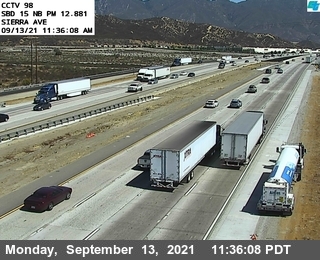 CCTV 98
SBD 15 NB PM 12.881
SIERRA AVE
09/13/21 11:36:08 AM
Monday, September 13, 2021 11:36:08 PDT